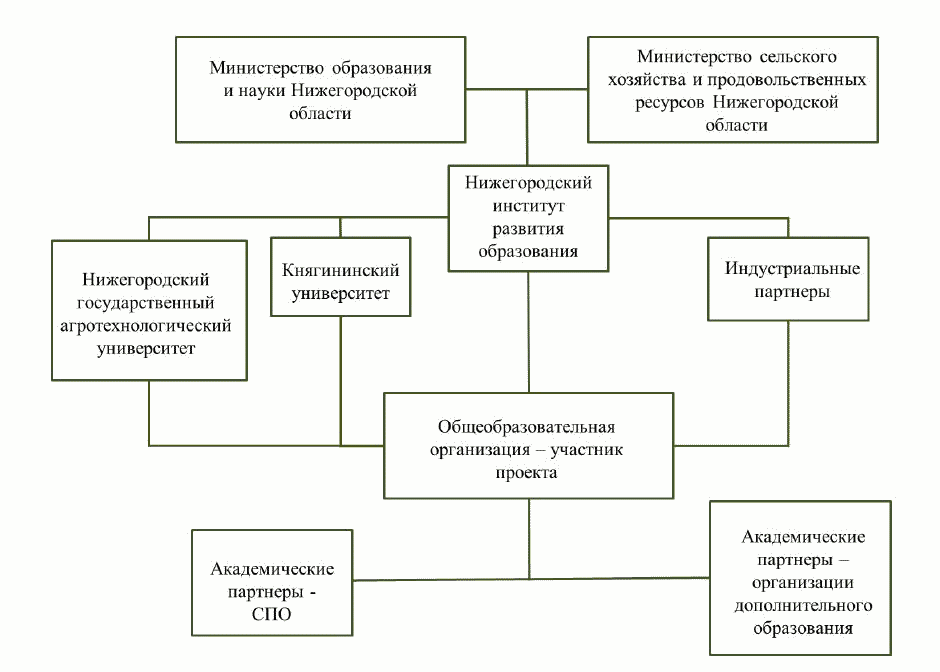 Министерство образования
и науки Нижегородской
области
Министерство сельского
хозяйства и продовольственных
ресурсов Нижегородской
области
Нижегородский
институт
развития
образования
Нижегородский
государственный
агротехнологический
университет
Княгининский
университет
Индустриальные
партнеры
Общеобразовательная
организация – участник
проекта
Академические
партнеры -
СПО
Академические
партнеры –
организации
дополнительного
образования